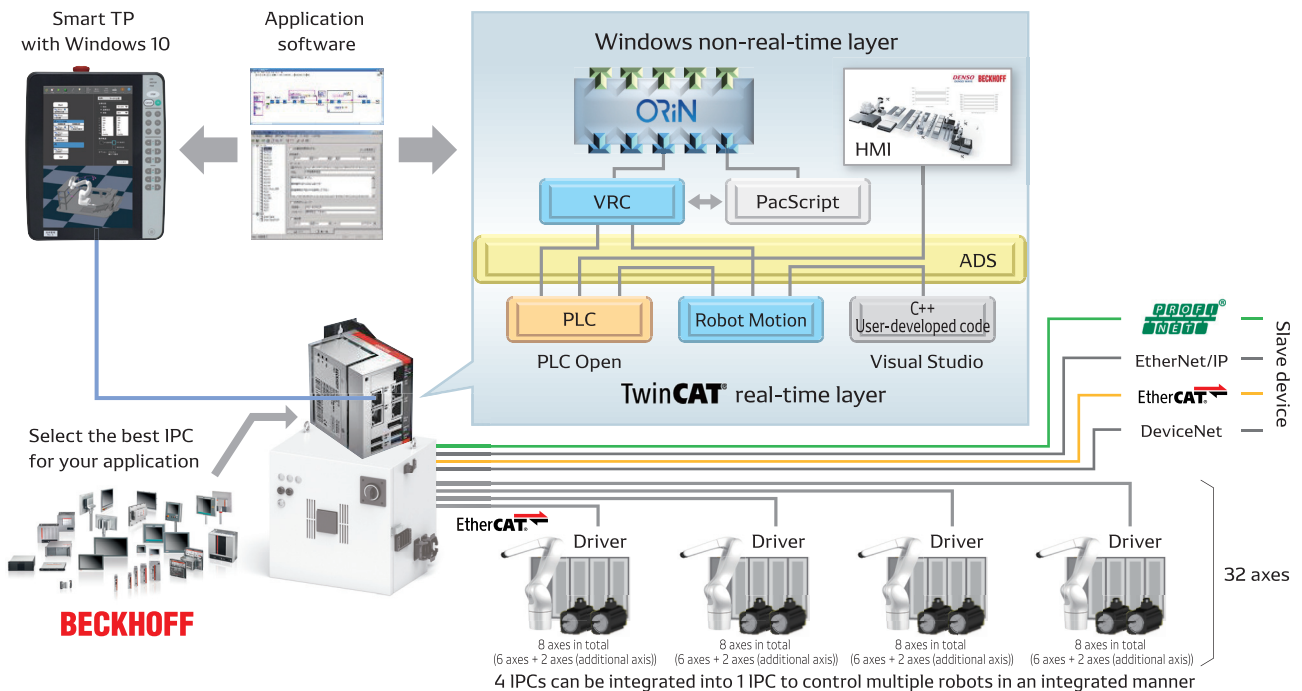 Smart TP
with Windows 10
Application
software
Windows non-real-time layer
ORiN
DENSO BECKHOFF
HMI
VRC
PacScript
ADS
PLC
Robot Motion
C++
User-developed code
PLC Open
Visual Studio
TwinCAT® real-time layer
PROFI®
NET
EtherNet/IP
EtherCAT®
DeviceNet
Slave device
Select the best IPC
for your application
BECKHOFF
EtherCAT®
Driver
Driver
Driver
Driver
32 axes
8 axes in total
(6 axes + 2 axes (additional axis))
8 axes in total
(6 axes + 2 axes (additional axis))
8 axes in total
(6 axes + 2 axes (additional axis))
8 axes in total
(6 axes + 2 axes (additional axis))
4 IPCs can be integrated into 1 IPC to control multiple robots in an integrated manner